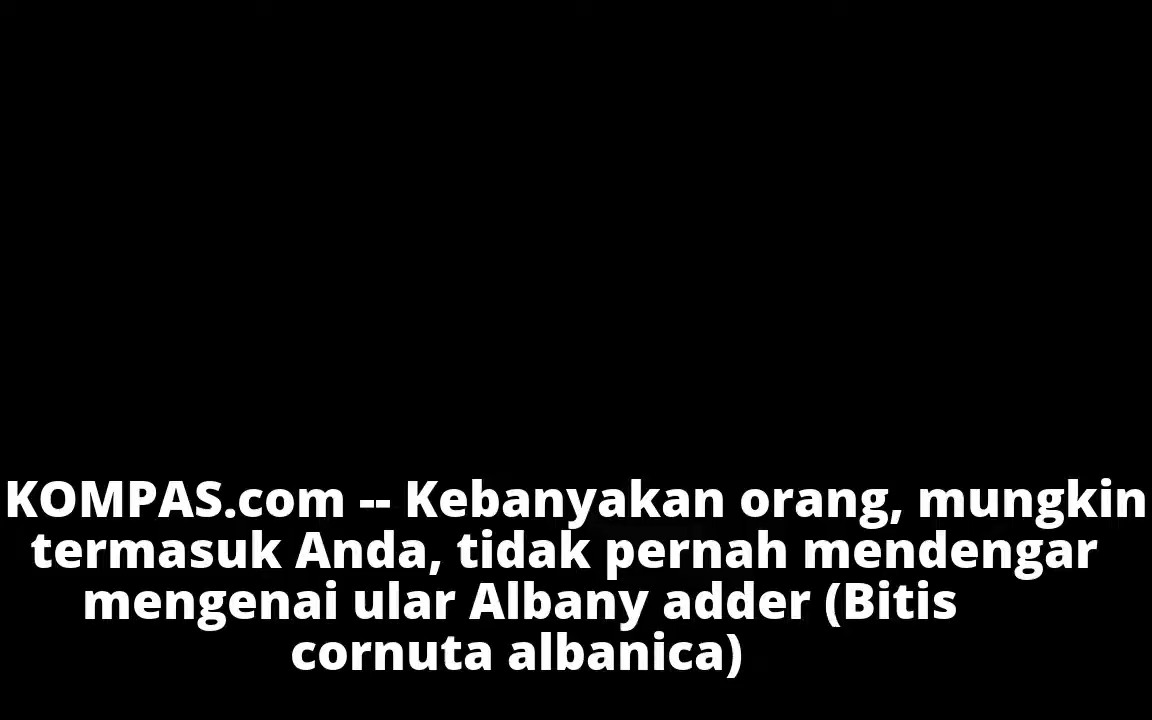 KOMPAS.com -- Kebanyakan orang, mungkin
termasuk Anda, tidak pernah mendengar
mengenai ular Albany adder (Bitis
cornuta albanica)